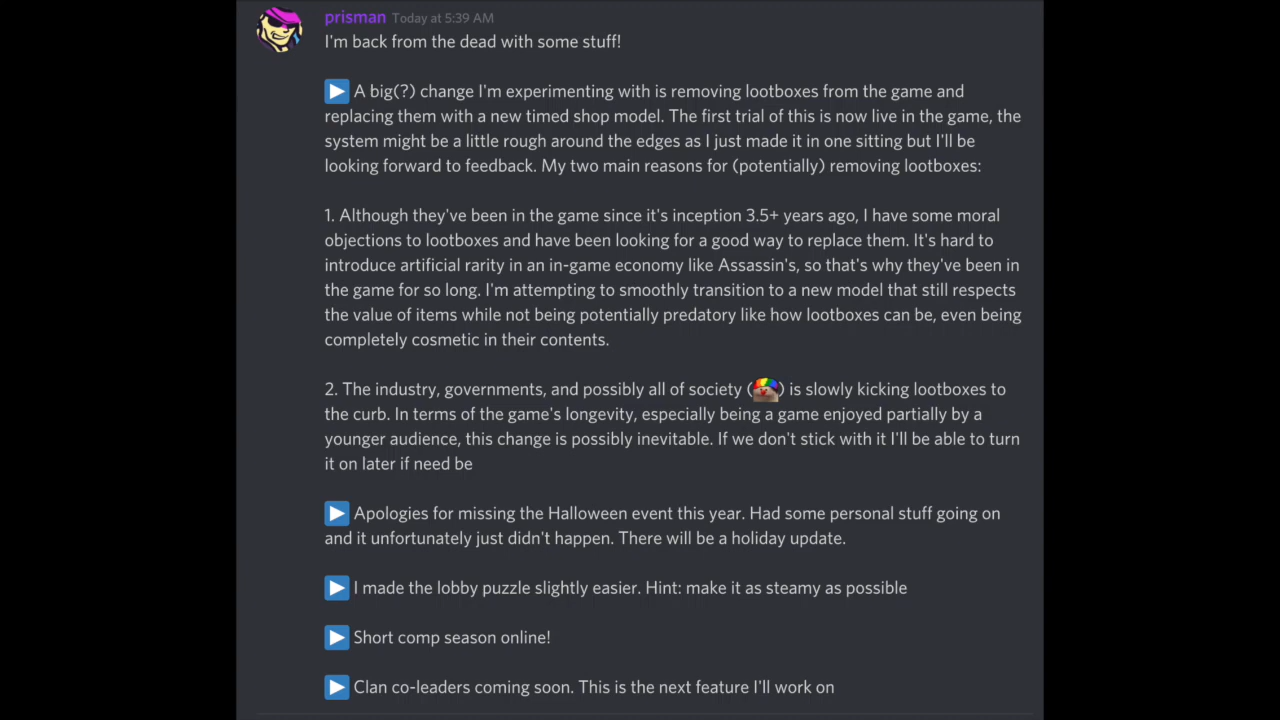 prisman Today at 5:39 AM
I'm back from the dead with some stuff!
A big(?) change I'm experimenting with is removing lootboxes from the game and
replacing them with a new timed shop model. The first trial of this is now live in the game, the
system might be a little rough around the edges as I just made it in one sitting but I'll be
looking forward to feedback. My two main reasons for (potentially) removing lootboxes:
1. Although they've been in the game since it's inception 3.5+ years ago, I have some moral
objections to lootboxes and have been looking for a good way to replace them. It's hard to
introduce artificial rarity in an in-game economy like Assassin's, so that's why they've been in
the game for so long. I'm attempting to smoothly transition to a new model that still respects
the value of items while not being potentially predatory like how lootboxes can be, even being
completely cosmetic in their contents.
2. The industry, governments, and possibly all of society ( ) is slowly kicking lootboxes to
the curb. In terms of the game's longevity, especially being a game enjoyed partially by a
younger audience, this change is possibly inevitable. If we don't stick with it I'll be able to turn
it on later if need be
Apologies for missing the Halloween event this year. Had some personal stuff going on
and it unfortunately just didn't happen. There will be a holiday update.
I made the lobby puzzle slightly easier. Hint: make it as steamy as possible
Short comp season online!
Clan co-leaders coming soon. This is the next feature I'll work on